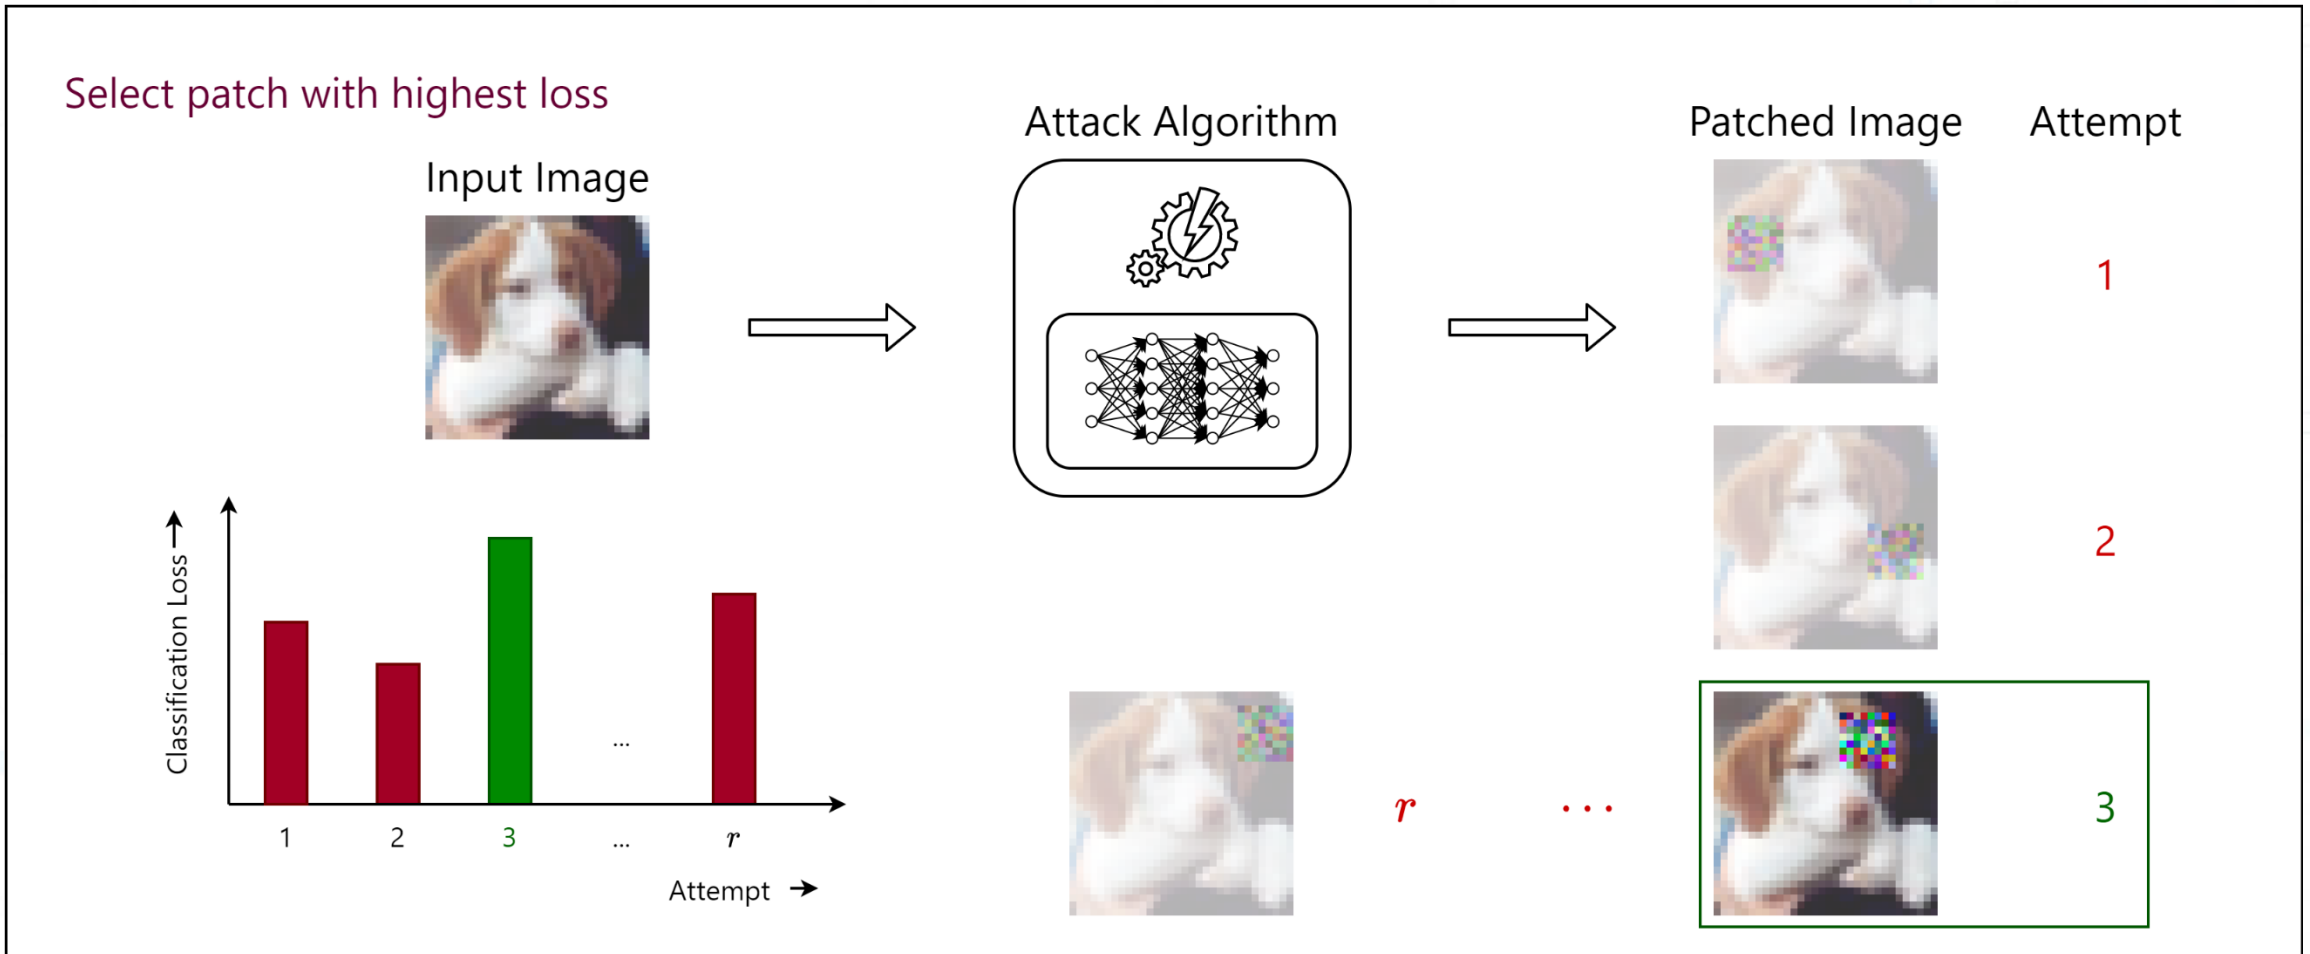 Select patch with highest loss
Input Image
Attack Algorithm
Patched Image
Attempt
1
2
3
...
r
Classification Loss →
...
1
2
3
...
r
Attempt →